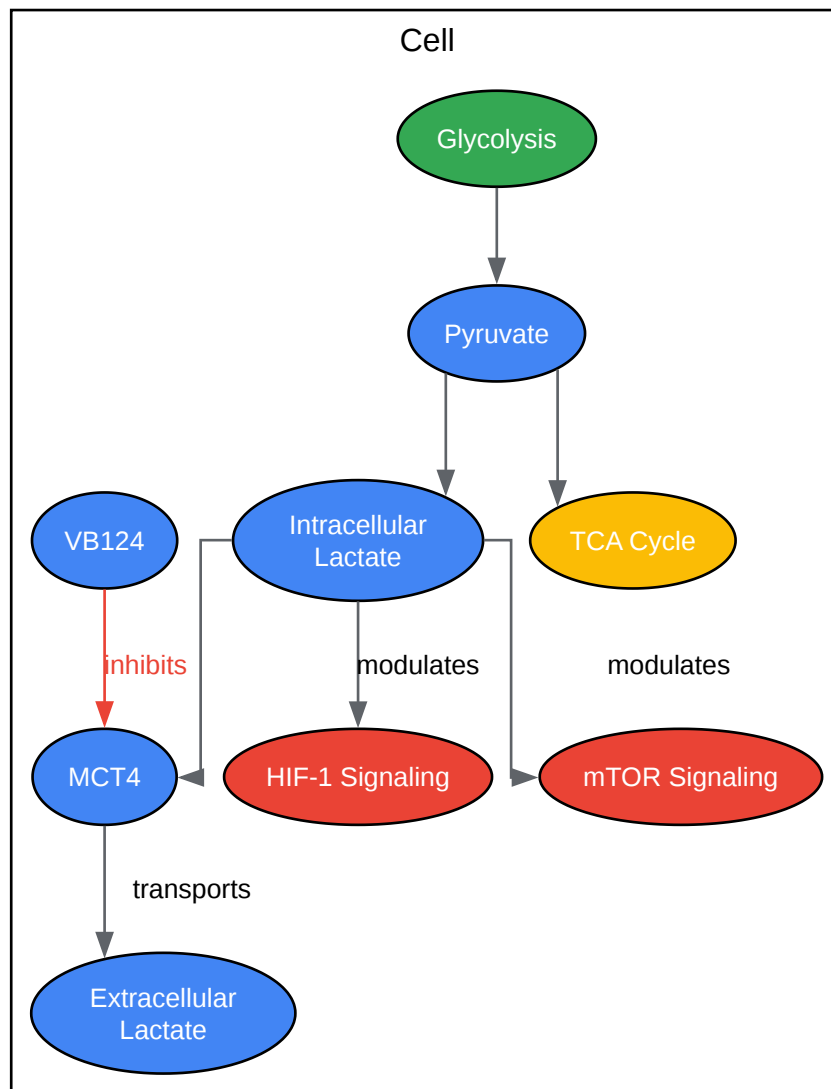 Cell
Glycolysis
Pyruvate
VB124
Intracellular
Lactate
TCA Cycle
inhibits
modulates
modulates
MCT4
HIF-1 Signaling
mTOR Signaling
transports
Extracellular
Lactate